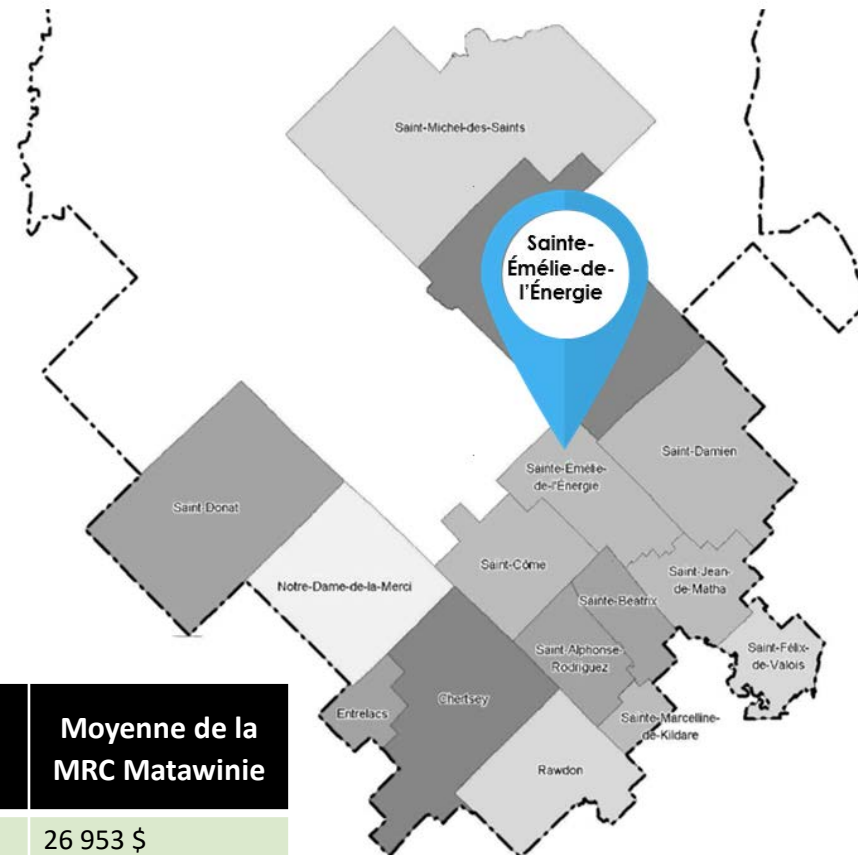 Saint-Michel-des-Saints
Sainte-
Émélie-de-
l'Énergie
Saint-Damien
Sainte-Émélie-
de-l'Énergie
Saint-Donat
Saint-Côme
Saint-Jean-
de-Matha
Notre-Dame-de-la-Merci
Sainte-Béatrix
Saint-Félix-
de-Valois
Saint-Alphonse-
Rodriguez
Chertsey
Entrelacs
Sainte-Marcelline-
de-Kildare
Rawdon
Moyenne de la
MRC Matawinie
26 953 $